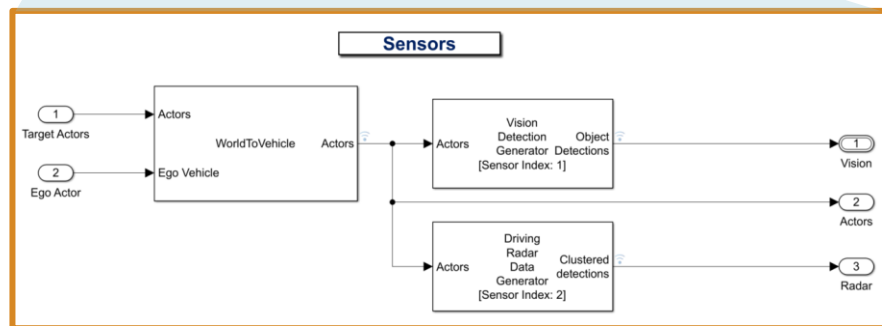 Sensors
1
Target Actors
2
Ego Actor
Actors
WorldToVehicle
Actors
Ego Vehicle
Actors
Vision
Detection
Generator
[Sensor Index: 1]
Object
Detections
Actors
Driving
Radar
Data
Generator
[Sensor Index: 2]
Clustered
detections
1
Vision
2
Actors
3
Radar